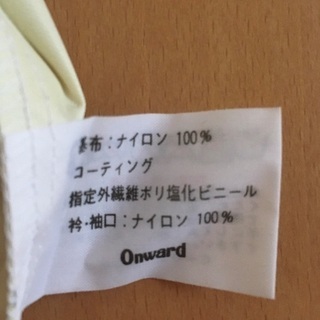 基布:ナイロン 100%
コーティング
指定外繊維ポリ塩化ビニール
衿・袖口:ナイロン 100%
Onward